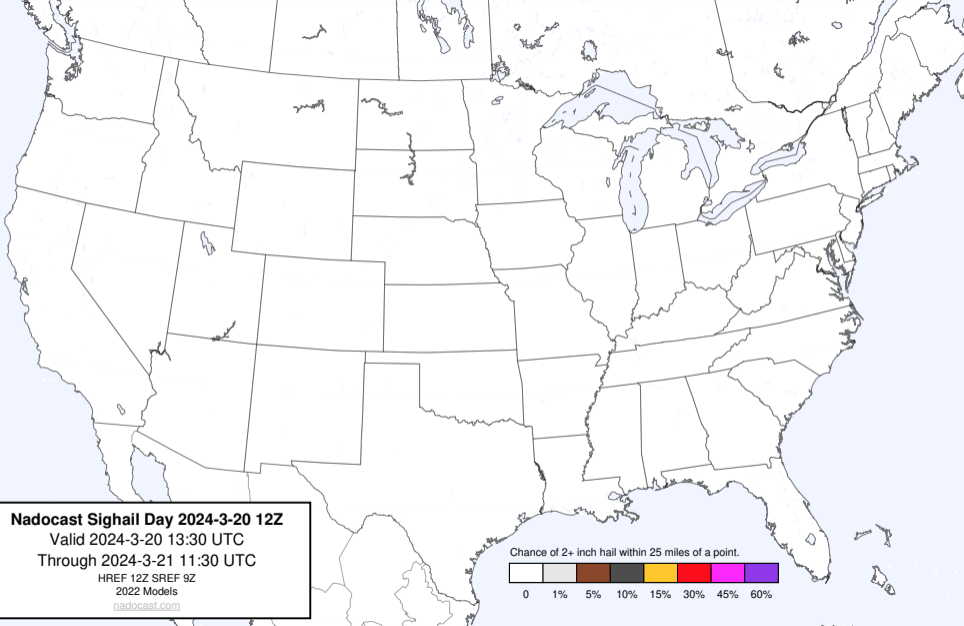 Nadocast Sighail Day 2024-3-20 12Z
Valid 2024-3-20 13:30 UTC
Through 2024-3-21 11:30 UTC
HREF 12Z SREF 9Z
2022 Models
nadocast.com
Chance of 2+ inch hail within 25 miles of a point.
0 1% 5% 10% 15% 30% 45% 60%